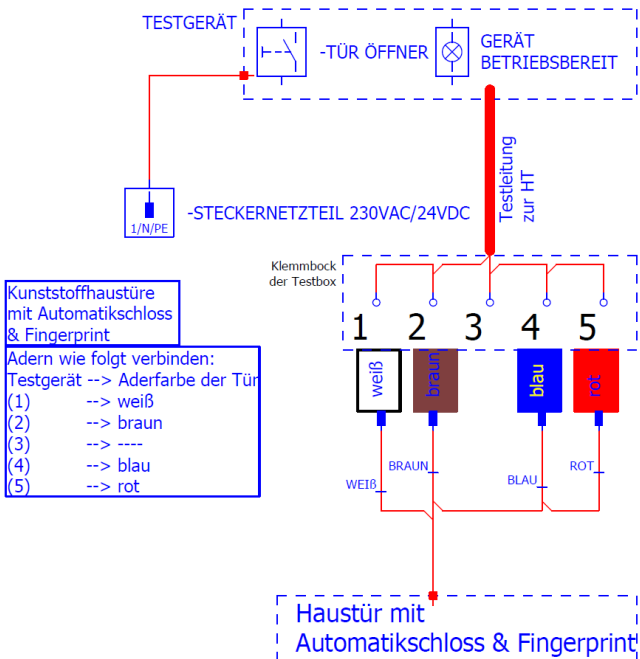 TESTGERÄT
-TÜR ÖFFNER
GERÄT
BETRIEBSBEREIT
Testleitung
zur HT
1/N/PE
-STECKERNETZTEIL 230VAC/24VDC
Klemmbock
der Testbox
1 2 3 4 5
weiß braun blau rot
Kunststoffhaustüre
mit Automatikschloss
& Fingerprint
Adern wie folgt verbinden:
Testgerät --> Aderfarbe der Tür
(1) --> weiß
(2) --> braun
(3) --> ----
(4) --> blau
(5) --> rot
WEIß BRAUN BLAU ROT
Haustür mit
Automatikschloss & Fingerprint